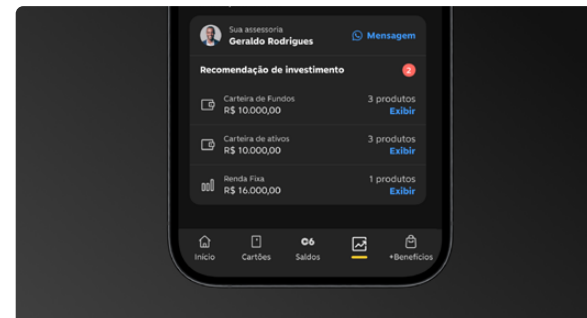 Sua assessoria
Geraldo Rodrigues
Mensagem
Recomendação de investimento
2
Carteira de Fundos
R$ 10.000,00
3 produtos
Exibir
Carteira de ativos
R$ 10.000,00
3 produtos
Exibir
Renda Fixa
R$ 16.000,00
1 produtos
Exibir
Início
Cartões
C6
Saldos
+Benefícios